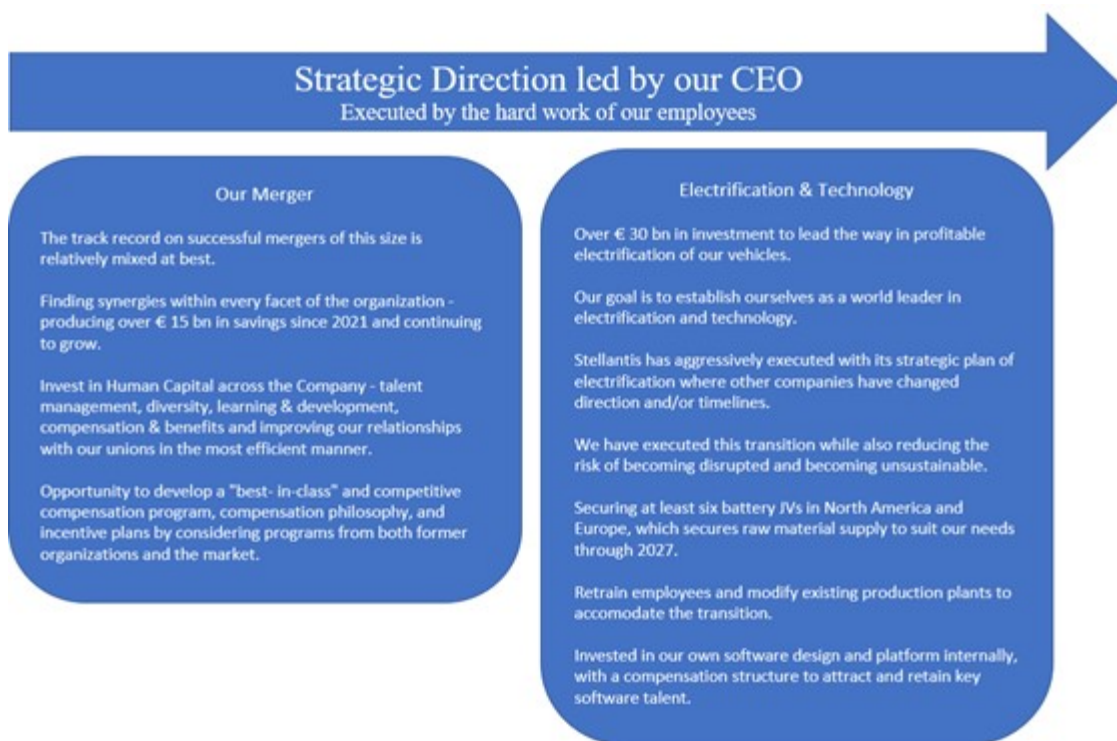 Strategic Direction led by our CEO
Executed by the hard work of our employees
Our Merger
The track record on successful mergers of this size is
relatively mixed at best.
Finding synergies within every facet of the organization -
producing over € 15 bn in savings since 2021 and continuing
to grow.
Invest in Human Capital across the Company - talent
management, diversity, learning & development,
compensation & benefits and improving our relationships
with our unions in the most efficient manner.
Opportunity to develop a "best- in-class" and competitive
compensation program, compensation philosophy, and
incentive plans by considering programs from both former
organizations and the market.
Electrification & Technology
Over € 30 bn in investment to lead the way in profitable
electrification of our vehicles.
Our goal is to establish ourselves as a world leader in
electrification and technology.
Stellantis has aggressively executed with its strategic plan of
electrification where other companies have changed
direction and/or timelines.
We have executed this transition while also reducing the
risk of becoming disrupted and becoming unsustainable.
Securing at least six battery JVs in North America and
Europe, which secures raw material supply to suit our needs
through 2027.
Retrain employees and modify existing production plants to
accomodate the transition.
Invested in our own software design and platform internally,
with a compensation structure to attract and retain key
software talent.